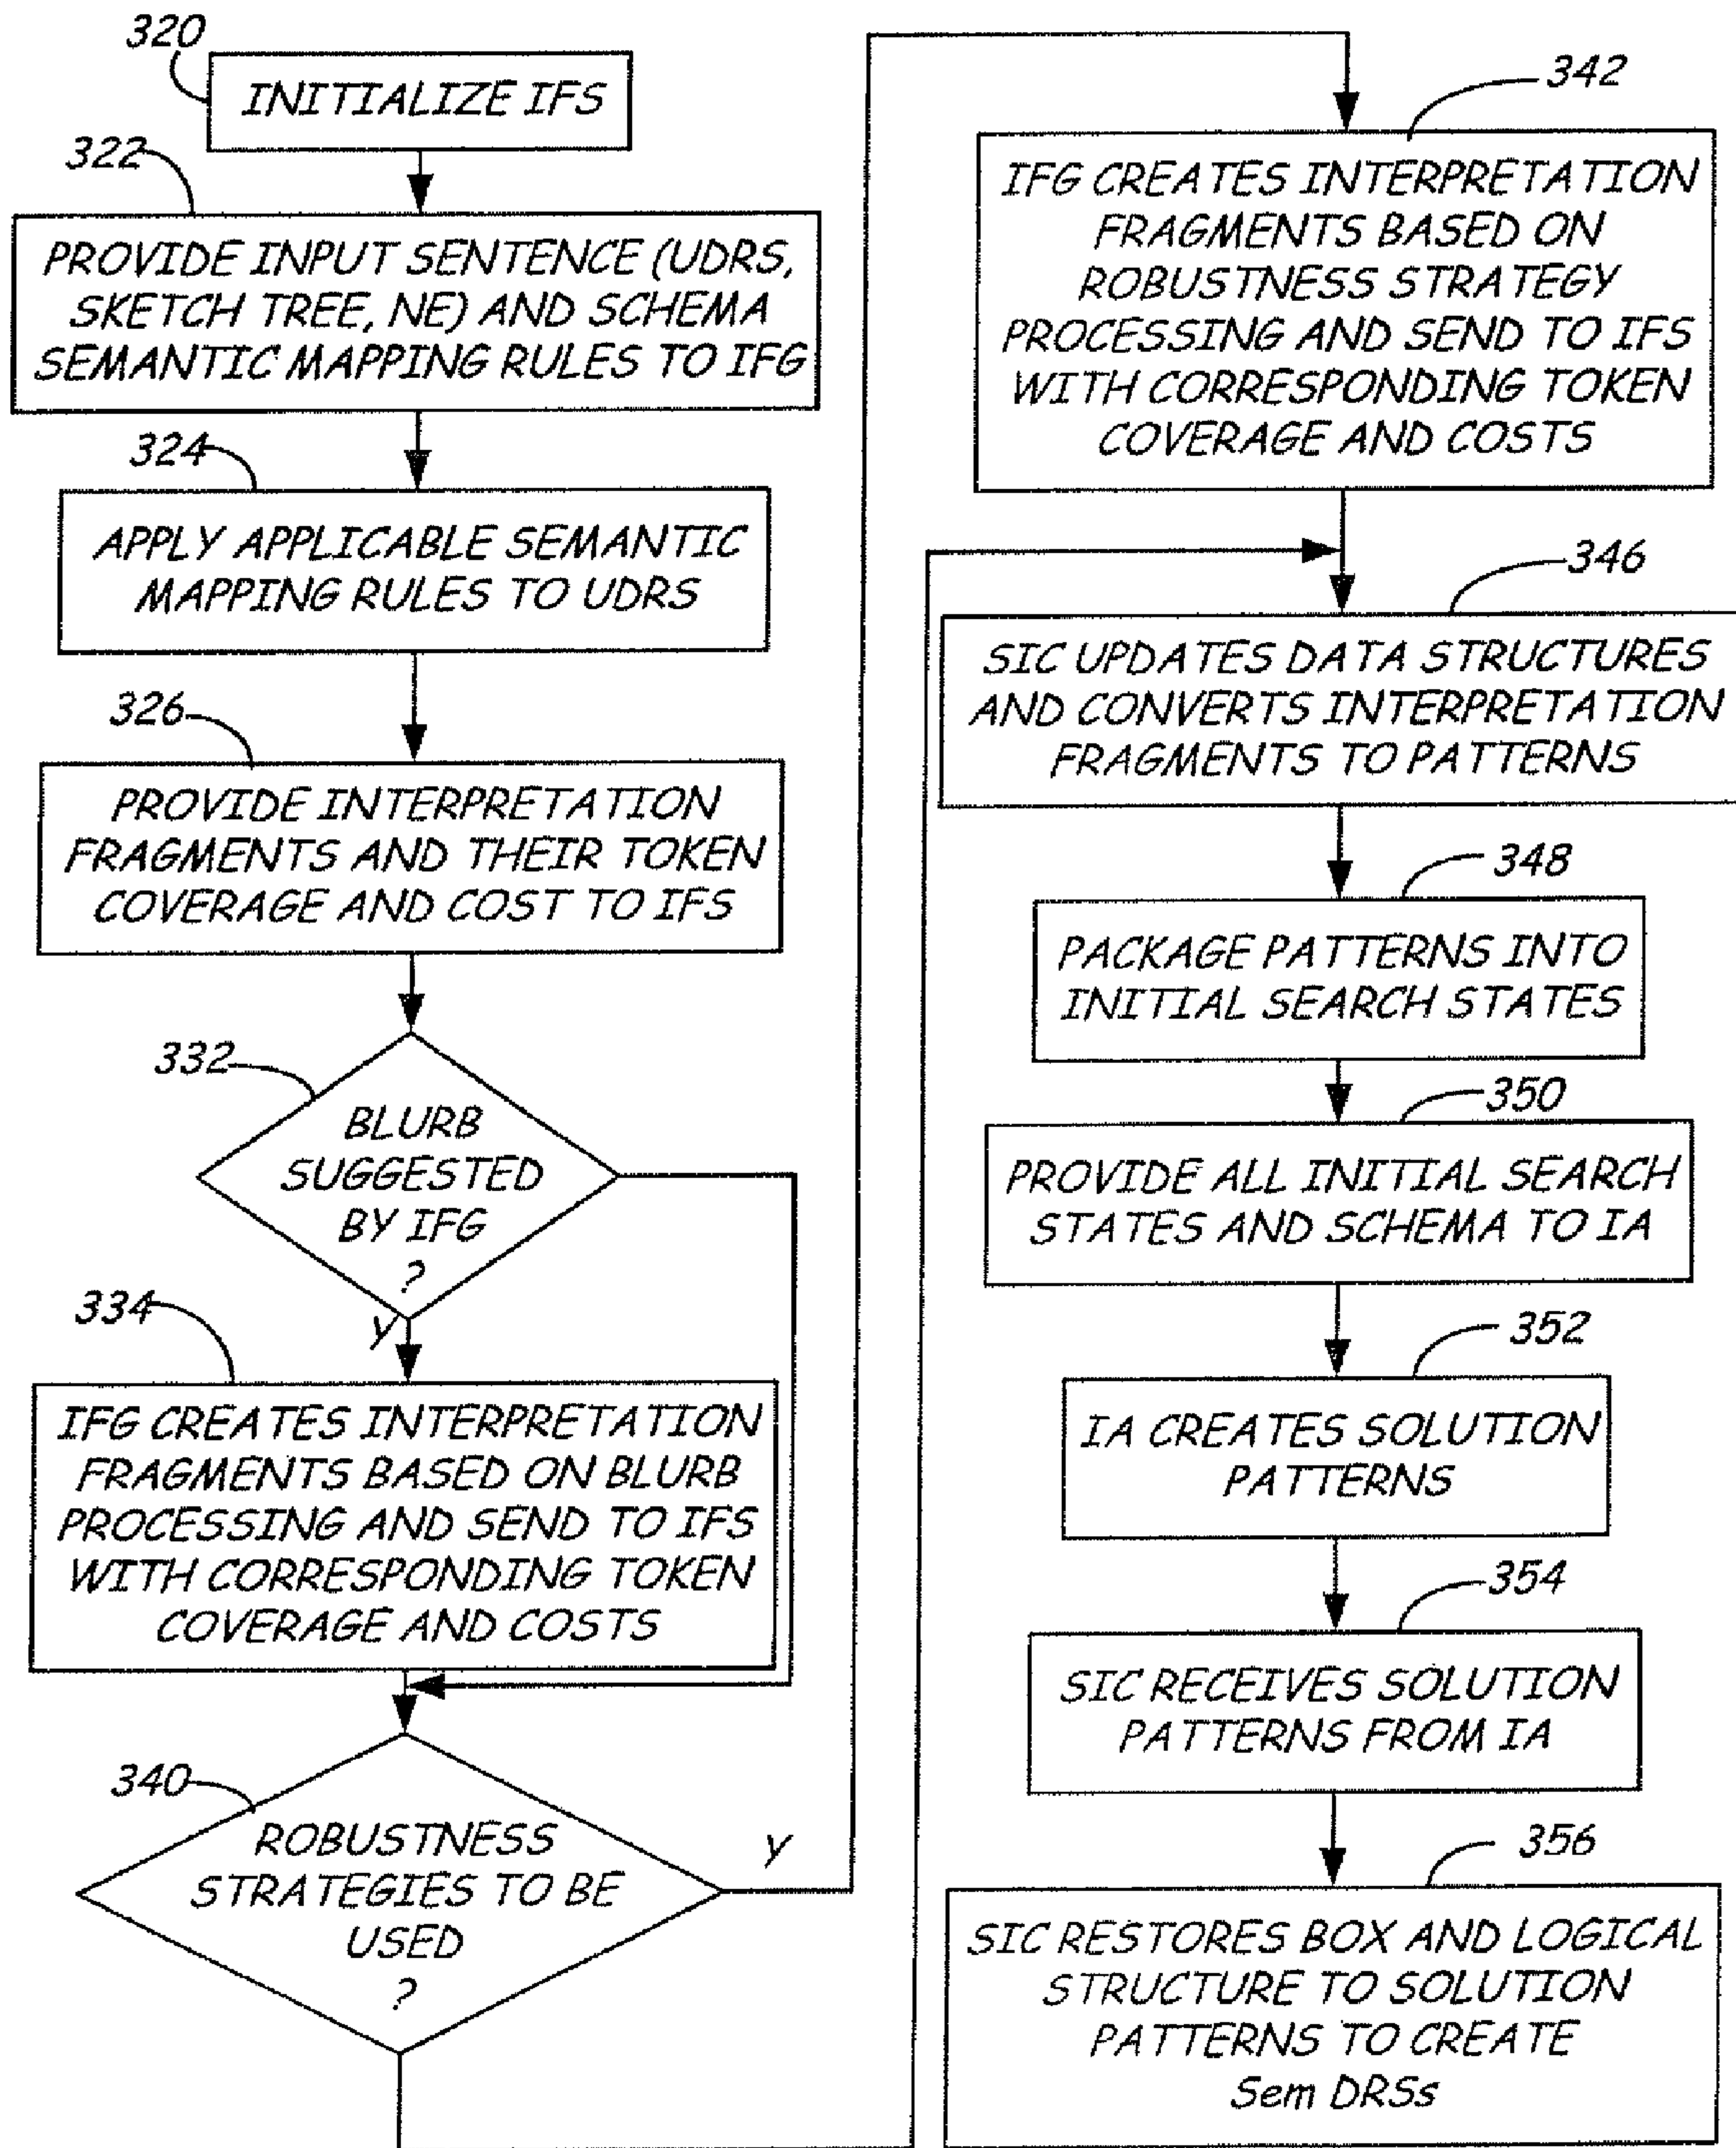 320
INITIALIZE IFS
322
PROVIDE INPUT SENTENCE (UDRS,
SKETCH TREE, NE) AND SCHEMA
SEMANTIC MAPPING RULES TO IFG
324
APPLY APPLICABLE SEMANTIC
MAPPING RULES TO UDRS
326
PROVIDE INTERPRETATION
FRAGMENTS AND THEIR TOKEN
COVERAGE AND COST TO IFS
332
BLURB
SUGGESTED
BY IFG
?
Y
334
IFG CREATES INTERPRETATION
FRAGMENTS BASED ON BLURB
PROCESSING AND SEND TO IFS
WITH CORRESPONDING TOKEN
COVERAGE AND COSTS
340
ROBUSTNESS
STRATEGIES TO BE
USED
?
Y
342
IFG CREATES INTERPRETATION
FRAGMENTS BASED ON
ROBUSTNESS STRATEGY
PROCESSING AND SEND TO IFS
WITH CORRESPONDING TOKEN
COVERAGE AND COSTS
346
SIC UPDATES DATA STRUCTURES
AND CONVERTS INTERPRETATION
FRAGMENTS TO PATTERNS
348
PACKAGE PATTERNS INTO
INITIAL SEARCH STATES
350
PROVIDE ALL INITIAL SEARCH
STATES AND SCHEMA TO IA
352
IA CREATES SOLUTION
PATTERNS
354
SIC RECEIVES SOLUTION
PATTERNS FROM IA
356
SIC RESTORES BOX AND LOGICAL
STRUCTURE TO SOLUTION
PATTERNS TO CREATE
Sem DRSs